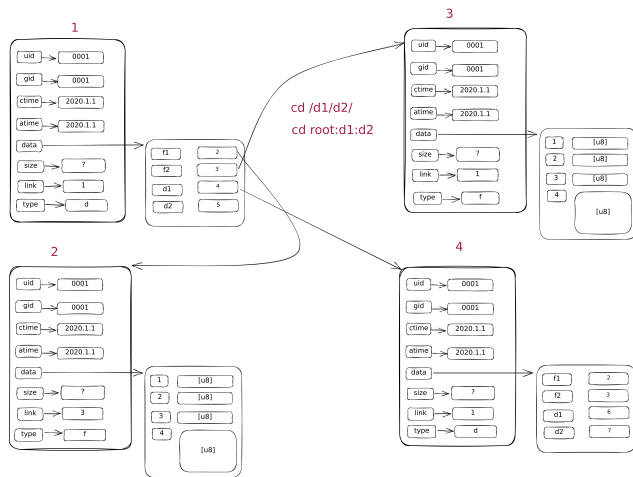 1
uid 0001
gid 0001
ctime 2020.1.1
atime 2020.1.1
data
size ?
link 1
type d
f1 2
f2 3
d1 4
d2 5
cd /d1/d2/
cd root:d1:d2
3
uid 0001
gid 0001
ctime 2020.1.1
atime 2020.1.1
data
size ?
link 1
type f
1 [u8]
2 [u8]
3 [u8]
4 [u8]
2
uid 0001
gid 0001
ctime 2020.1.1
atime 2020.1.1
data
size ?
link 3
type f
1 [u8]
2 [u8]
3 [u8]
4 [u8]
4
uid 0001
gid 0001
ctime 2020.1.1
atime 2020.1.1
data
size ?
link 1
type d
f1 2
f2 3
d1 6
d2 7